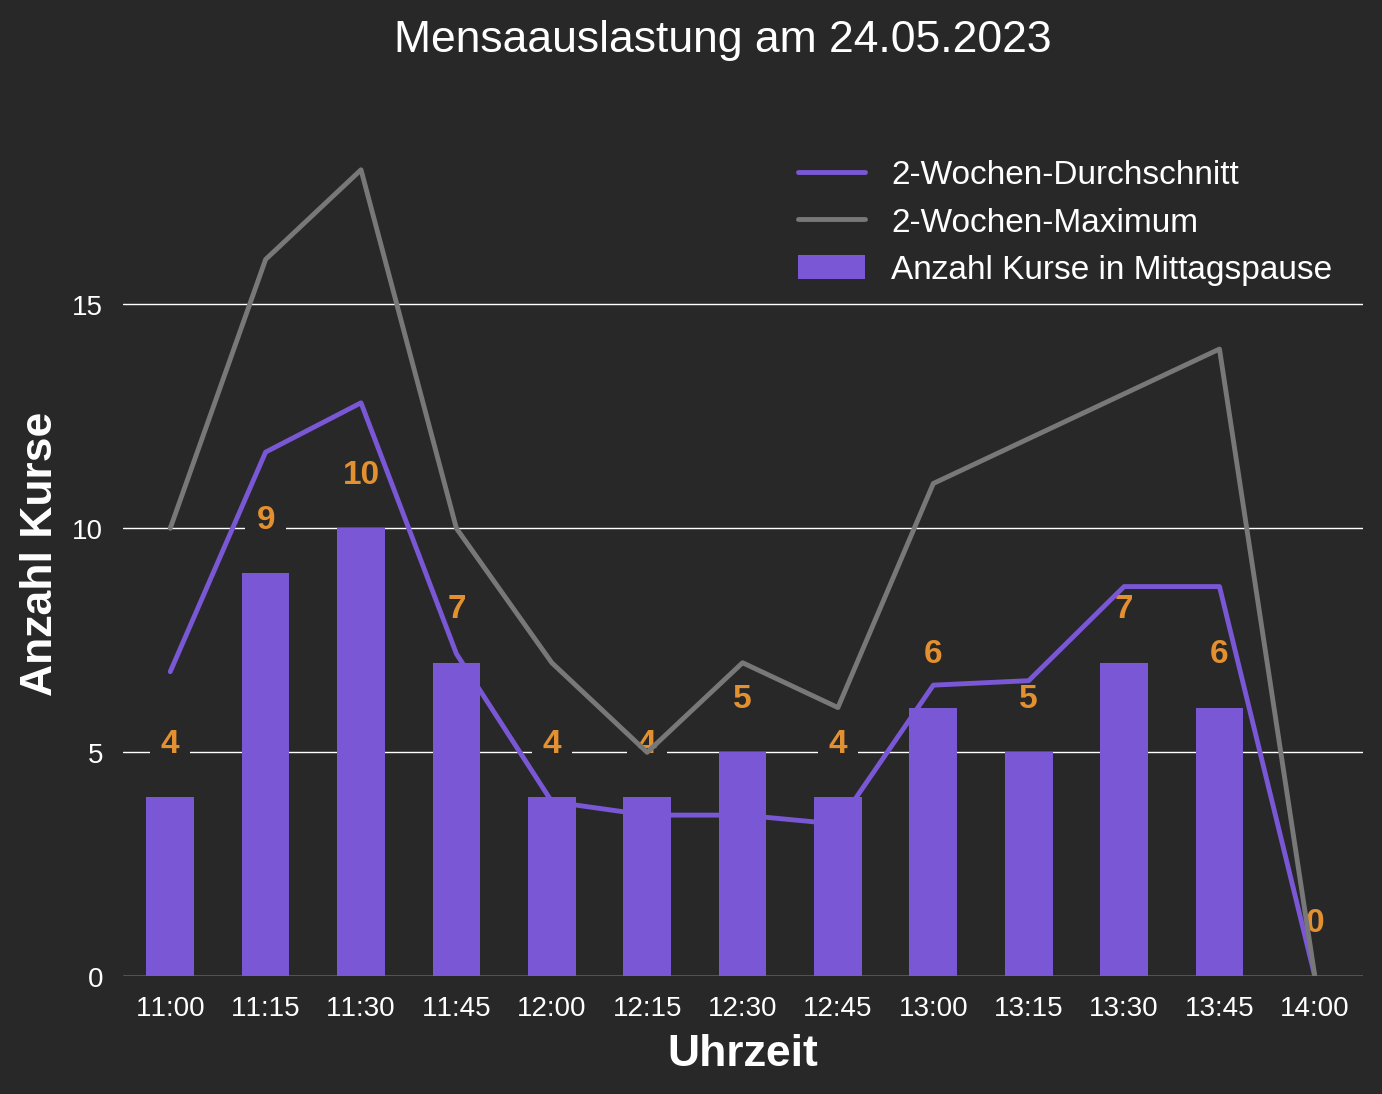 Mensaauslastung am 24.05.2023
2-Wochen-Durchschnitt
2-Wochen-Maximum
Anzahl Kurse in Mittagspause
Anzahl Kurse
15
10
5
0
4
9
10
7
4
4
5
4
6
5
7
6
0
11:00 11:15 11:30 11:45 12:00 12:15 12:30 12:45 13:00 13:15 13:30 13:45 14:00
Uhrzeit